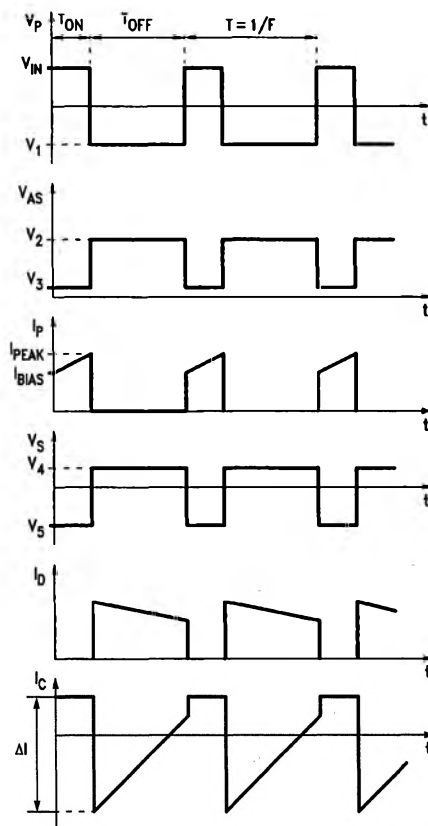 VP TON TOFF T = 1/F
VIN
t
V1
VAS
V2
V3
t
IP
IPEAK
IBIAS
t
VS
V4
t
V5
ID
t
IC
ΔI
t